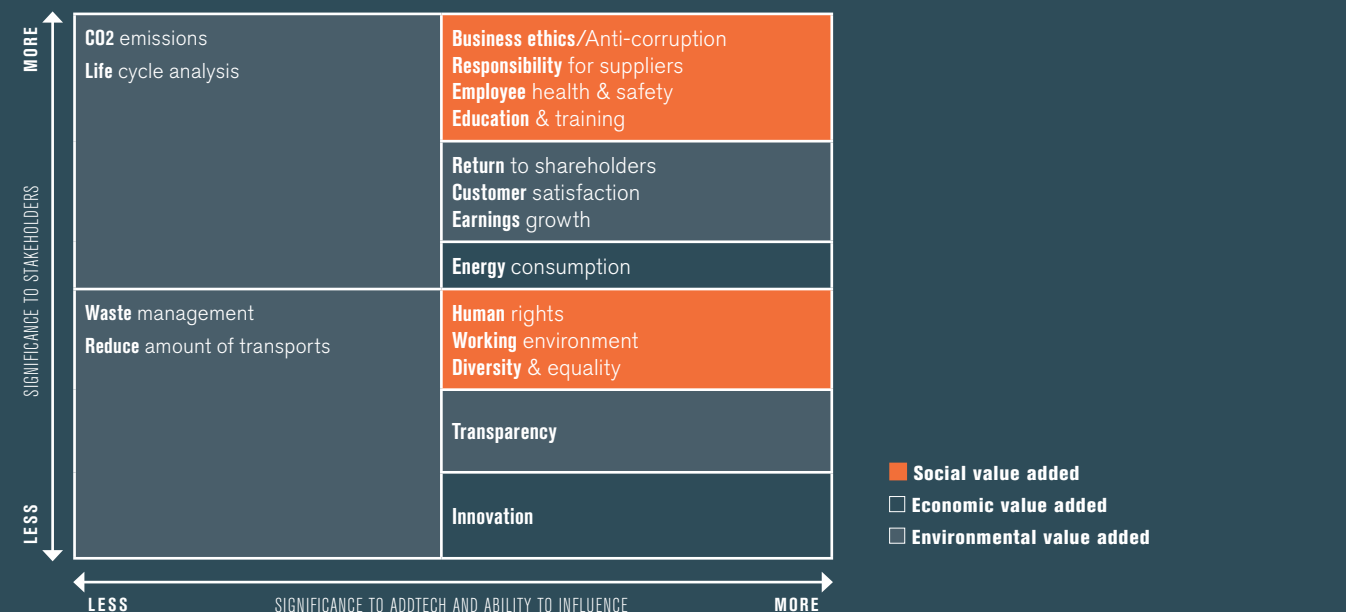 MORE
SIGNIFICANCE TO STAKEHOLDERS
LESS
CO2 emissions
Life cycle analysis
Business ethics/Anti-corruption
Responsibility for suppliers
Employee health & safety
Education & training
Return to shareholders
Customer satisfaction
Earnings growth
Energy consumption
Waste management
Reduce amount of transports
Human rights
Working environment
Diversity & equality
Transparency
Innovation
Social value added
Economic value added
Environmental value added
LESS
SIGNIFICANCE TO ADDTECH AND ABILITY TO INFLUENCE
MORE